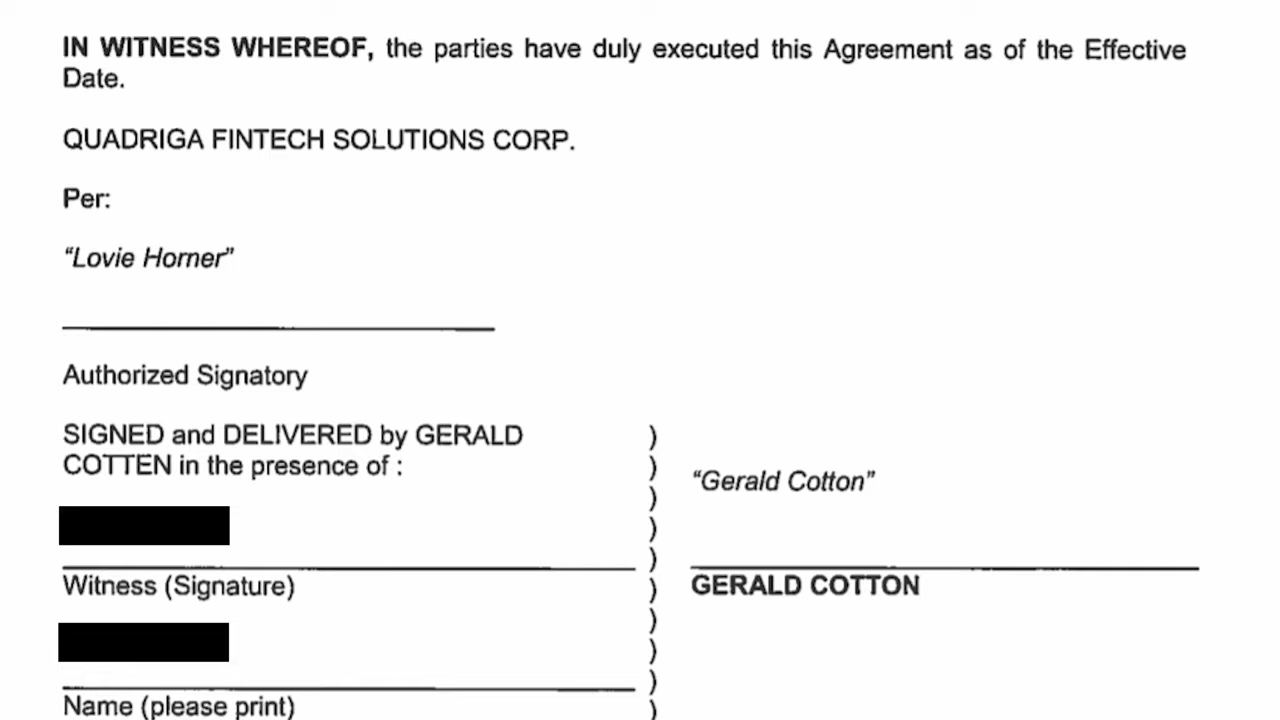 IN WITNESS WHEREOF, the parties have duly executed this Agreement as of the Effective
Date.
QUADRIGA FINTECH SOLUTIONS CORP.
Per:
“Lovie Horner”
Authorized Signatory
SIGNED and DELIVERED by GERALD
COTTEN in the presence of :
)
)
)
)
)
)
)
)
)
)
“Gerald Cotton”
GERALD COTTON
Witness (Signature)
Name (please print)